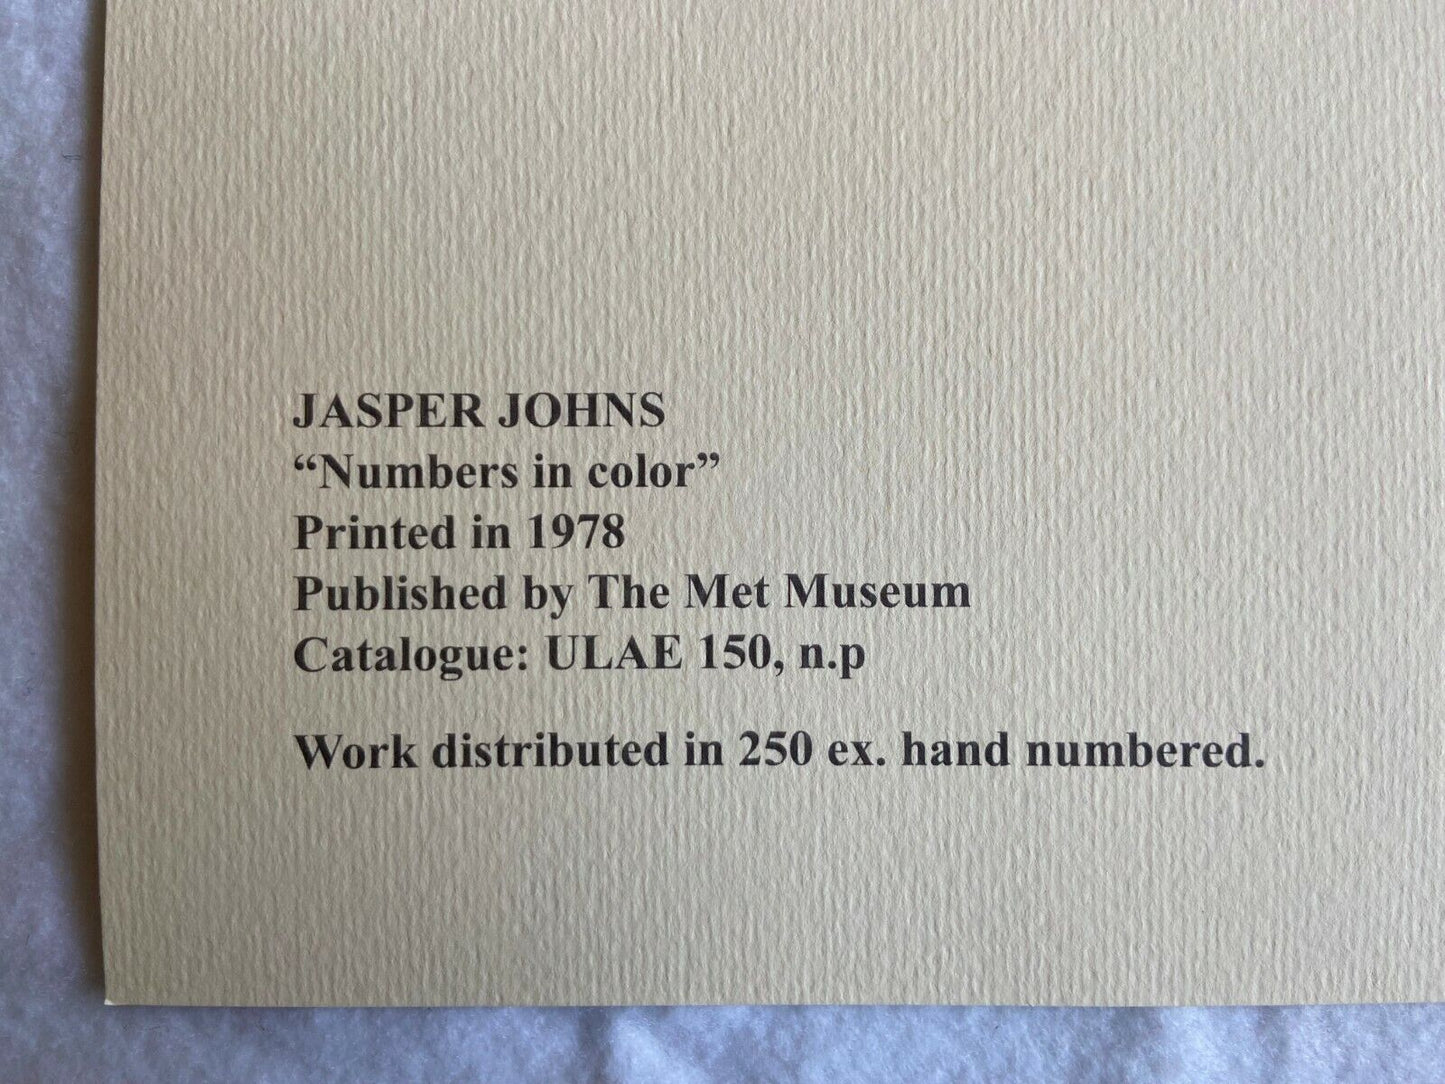 JASPER JOHNS
“Numbers in color”
Printed in 1978
Published by The Met Museum
Catalogue: ULAE 150, n.p
Work distributed in 250 ex. hand numbered.